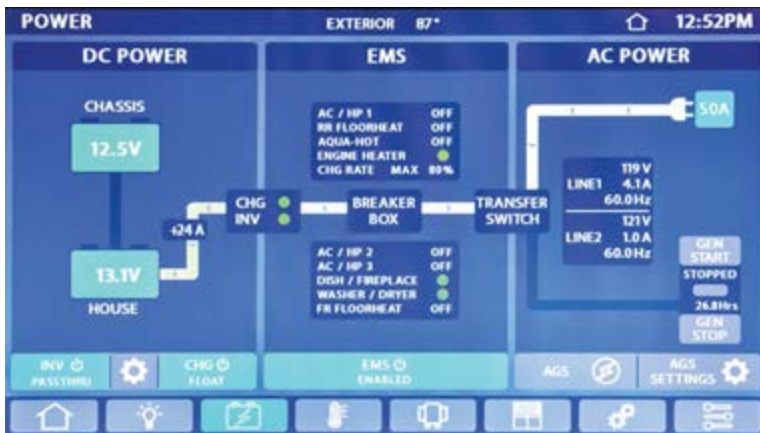 POWER
EXTERIOR 87°
12:52PM
DC POWER
EMS
AC POWER
CHASSIS
12.5V
+24 A
13.1V
HOUSE
AC / HP 1 OFF
RR FLOORHEAT OFF
AQUA-HOT OFF
ENGINE HEATER
CHG RATE MAX 80%
CHG
INV
BREAKER
BOX
TRANSFER
SWITCH
AC / HP 2 OFF
AC / HP 3 OFF
DISH / FIREPLACE
WASHER / DRYER
FR FLOORHEAT OFF
50A
119 V
LINE1 4.1A
60.0Hz
121V
LINE2 1.0 A
60.0Hz
GEN
START
STOPPED
26.8Hrs
GEN
STOP
INV
PASSTHRU
CHG
FLOAT
EMS
ENABLED
AGS
AGS
SETTINGS